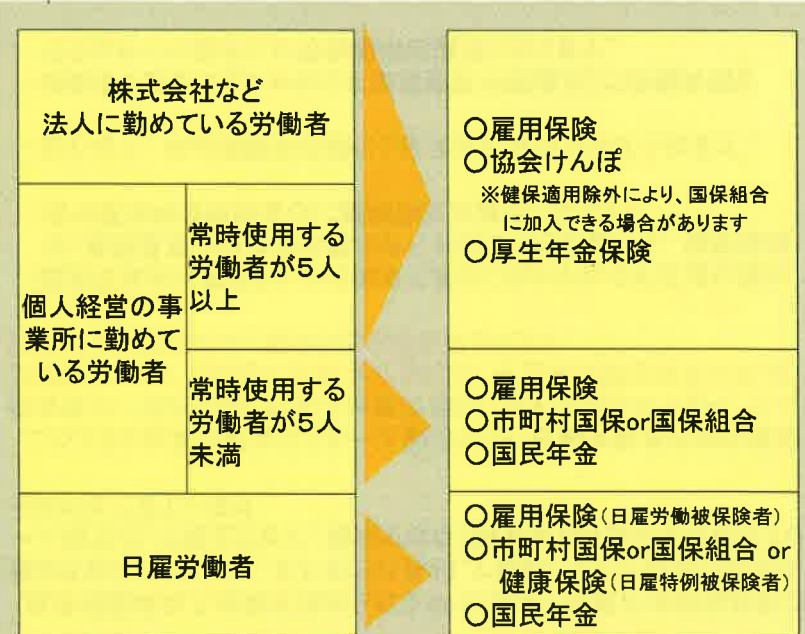 株式会社など
法人に勤めている労働者
個人経営の事
業所に勤めて
いる労働者
常時使用する
労働者が5人
以上
○雇用保険
○協会けんぽ
※健保適用除外により、国保組合
に加入できる場合があります
○厚生年金保険
常時使用する
労働者が5人
未満
○雇用保険
○市町村国保or国保組合
○国民年金
日雇労働者
○雇用保険(日雇労働被保険者)
○市町村国保or国保組合 or
健康保険(日雇特例被保険者)
○国民年金